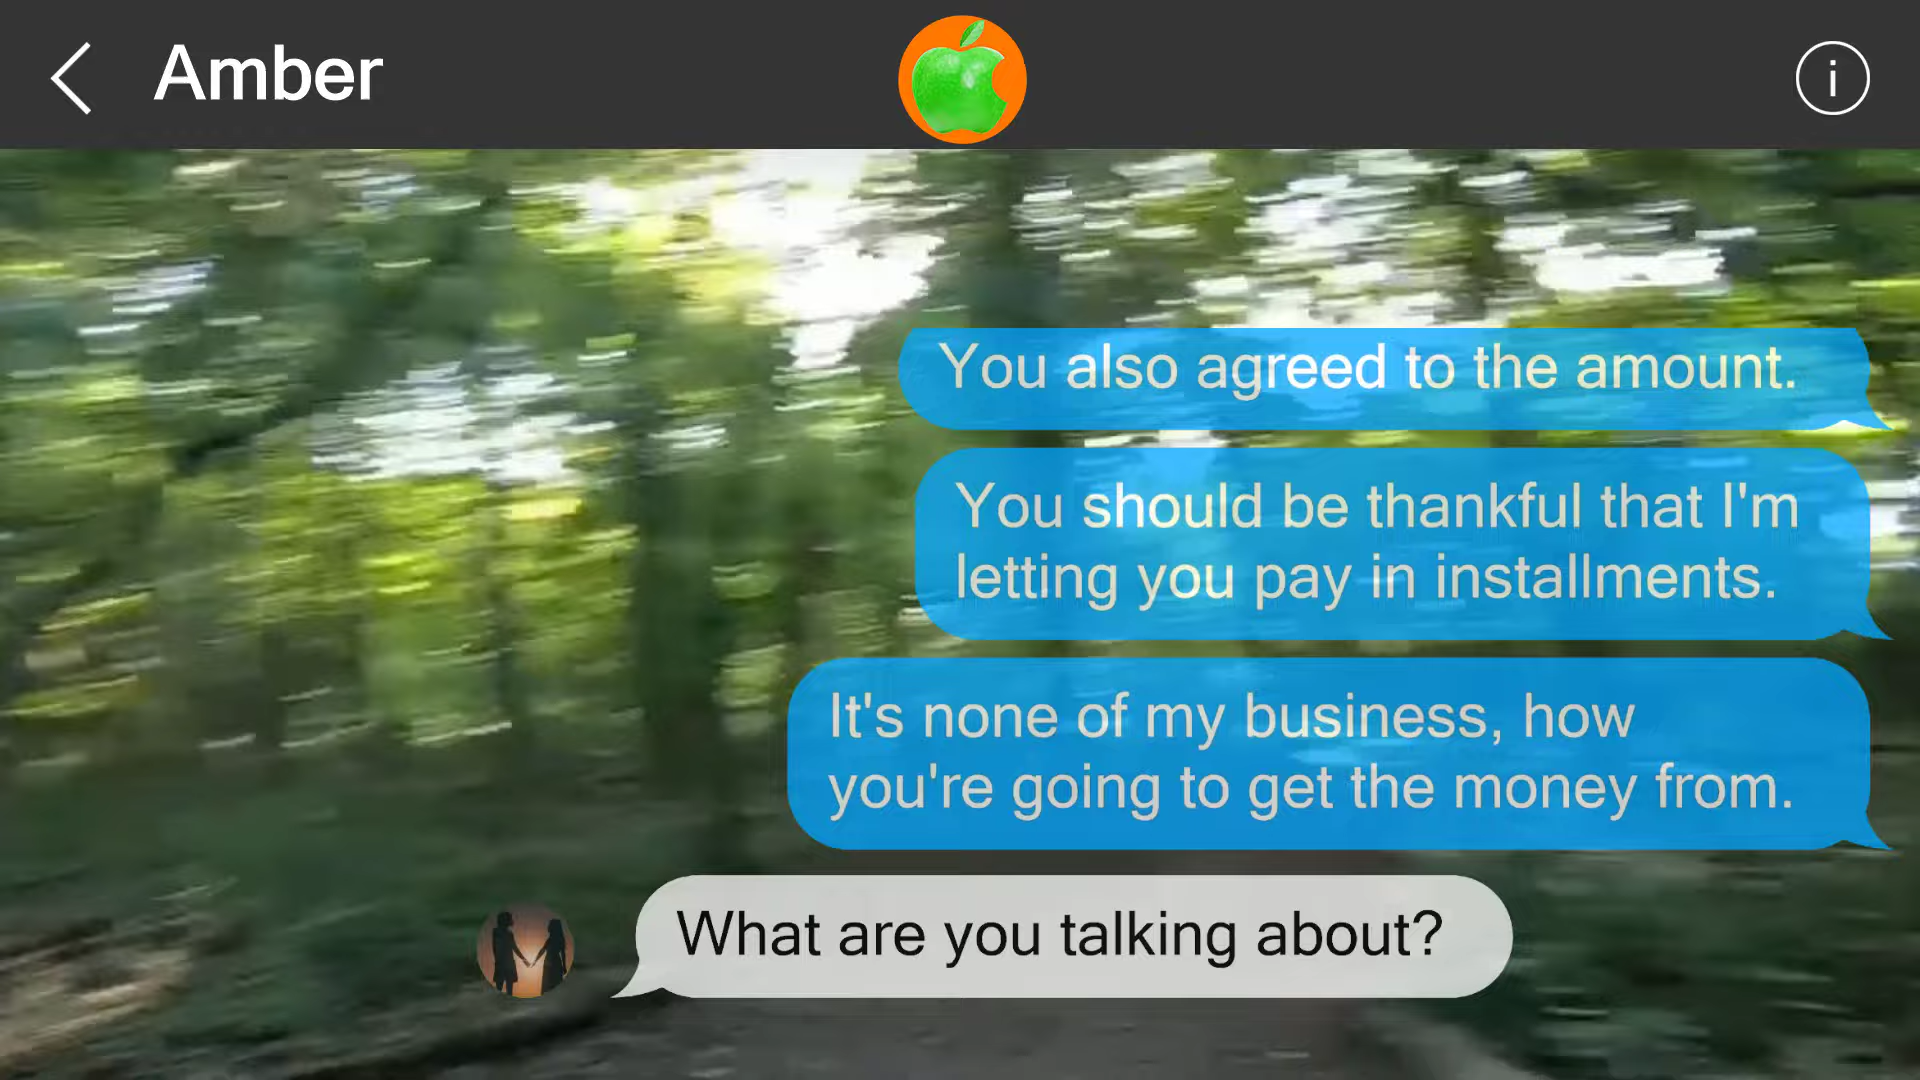 Amber
i
You also agreed to the amount.
You should be thankful that I'm
letting you pay in installments.
It's none of my business, how
you're going to get the money from.
What are you talking about?